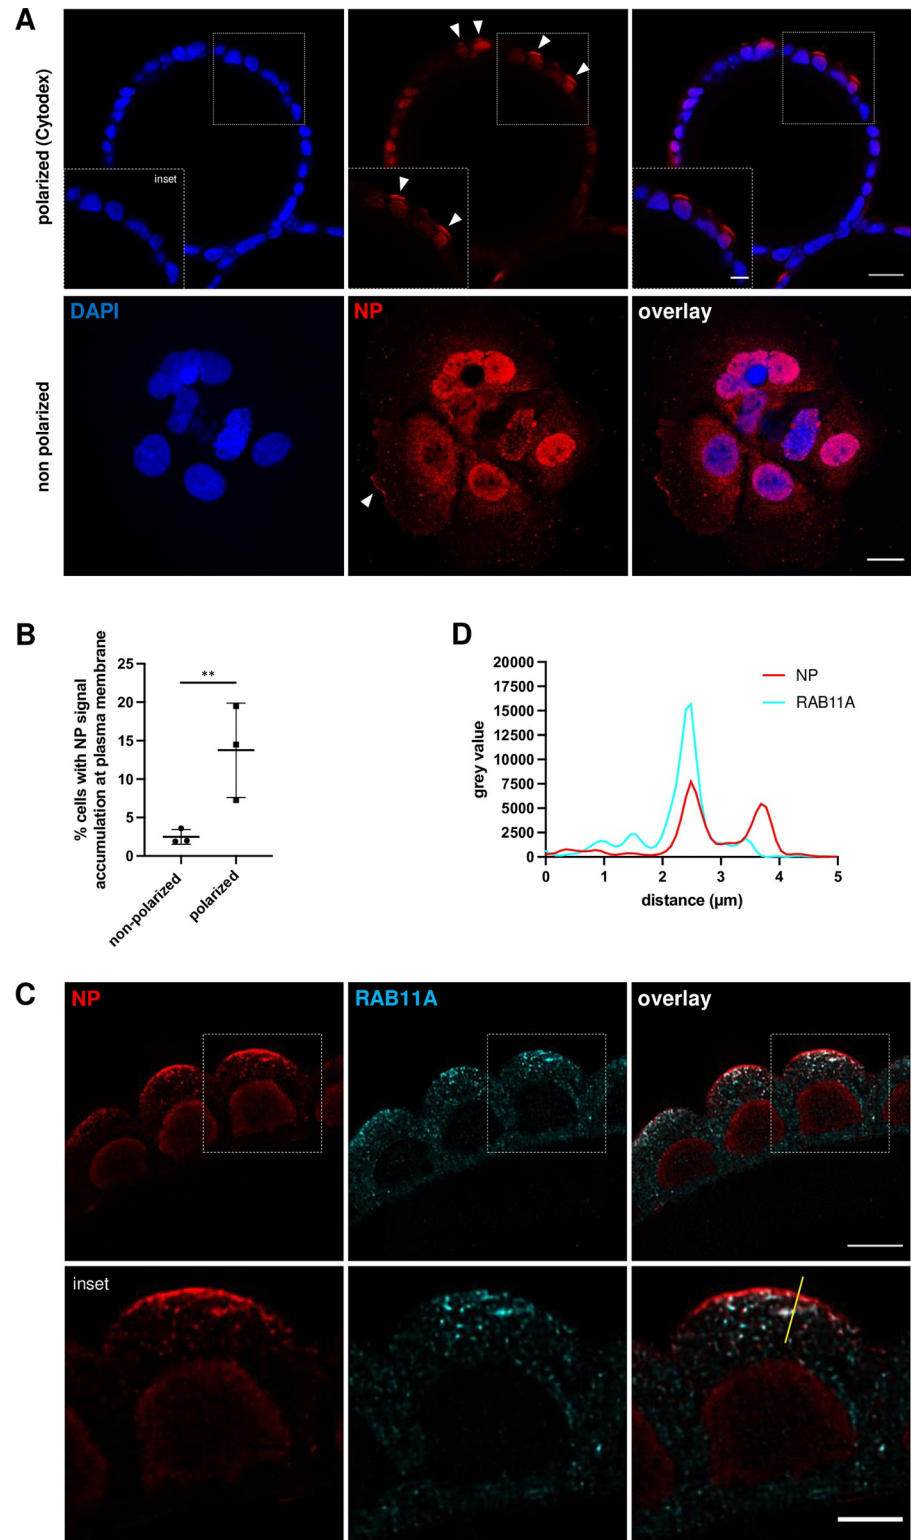 A
polarized (Cytodex)
inset
DAPI
NP
overlay
non polarized
B
% cells with NP signal
accumulation at plasma membrane
25
20
15
10
5
0
**
non-polarized
polarized
D
grey value
20000
17500
15000
12500
10000
7500
5000
2500
0
NP
RAB11A
0 1 2 3 4 5
distance (µm)
C
NP
RAB11A
overlay
inset